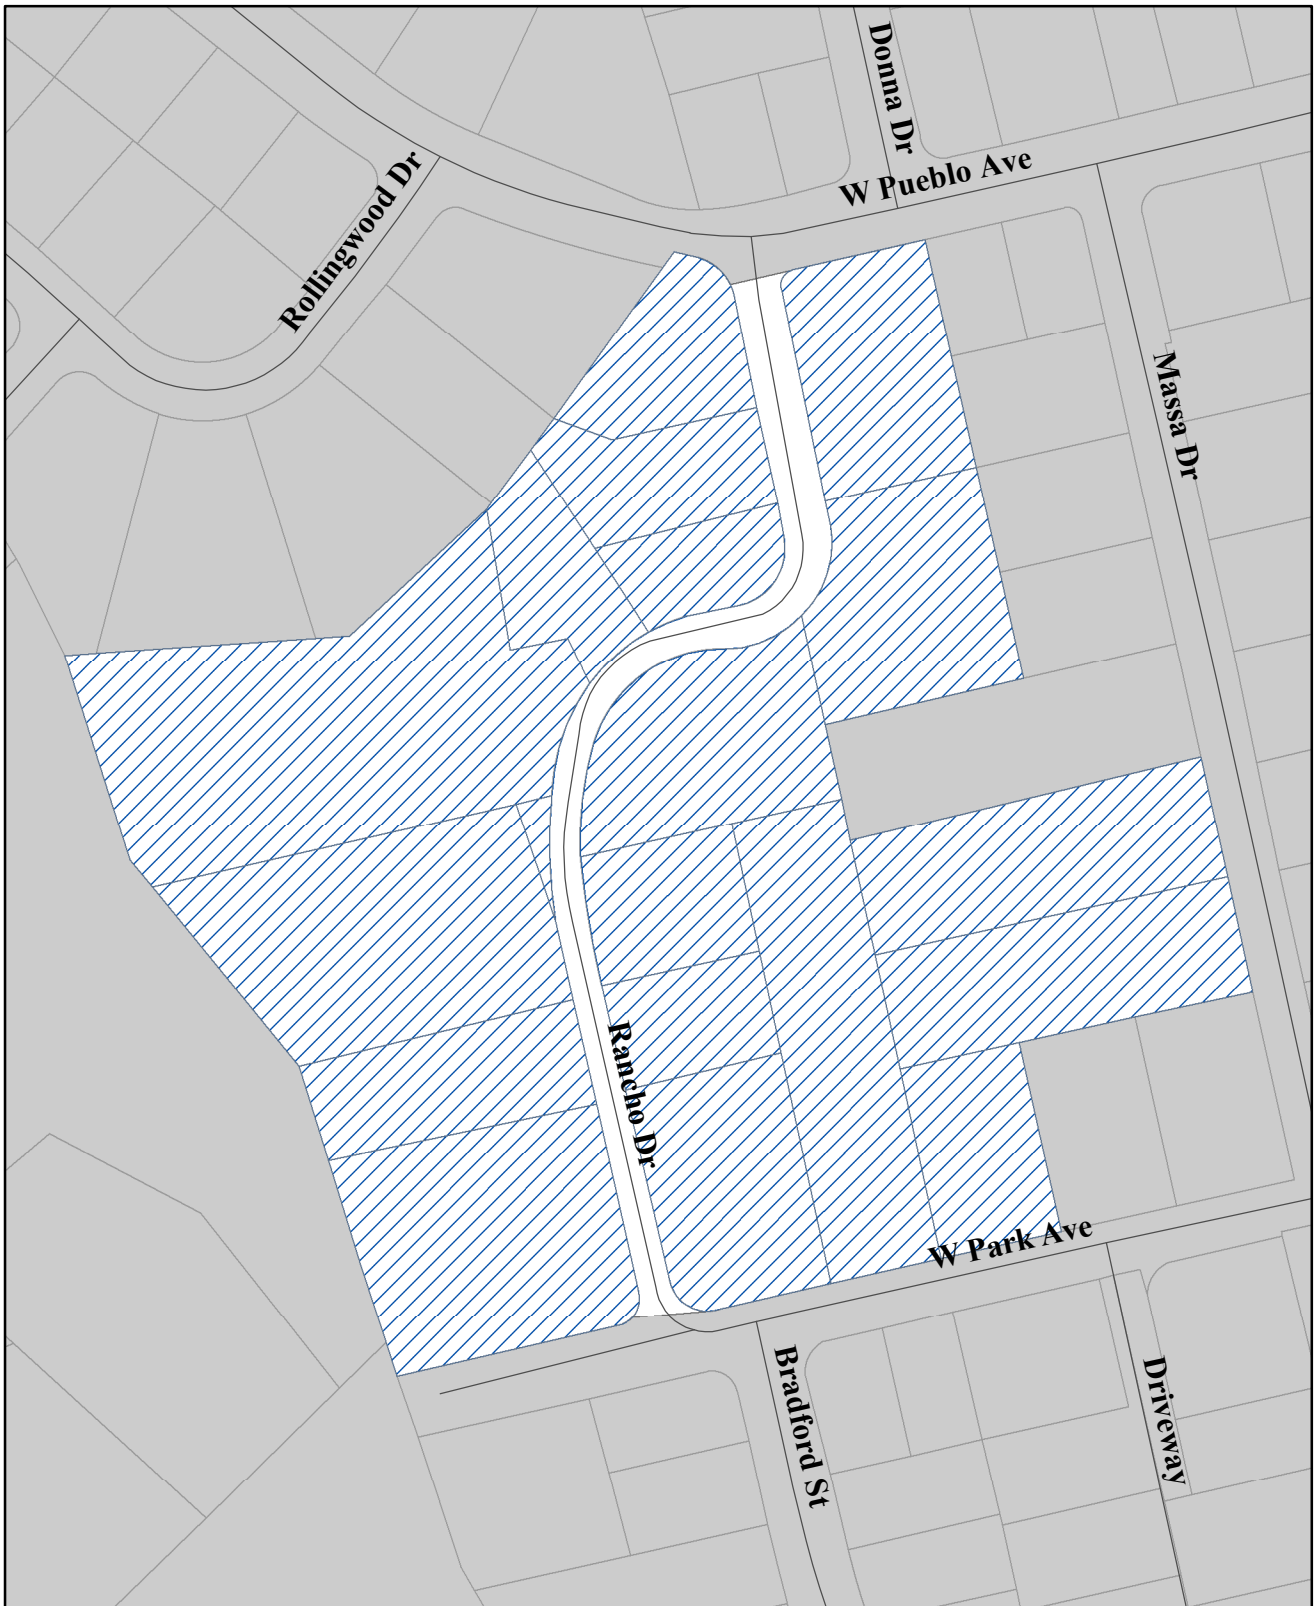 Donna Dr
W Pueblo Ave
Rollingwood Dr
Massa Dr
Rancho Dr
W Park Ave
Bradford St
Driveway